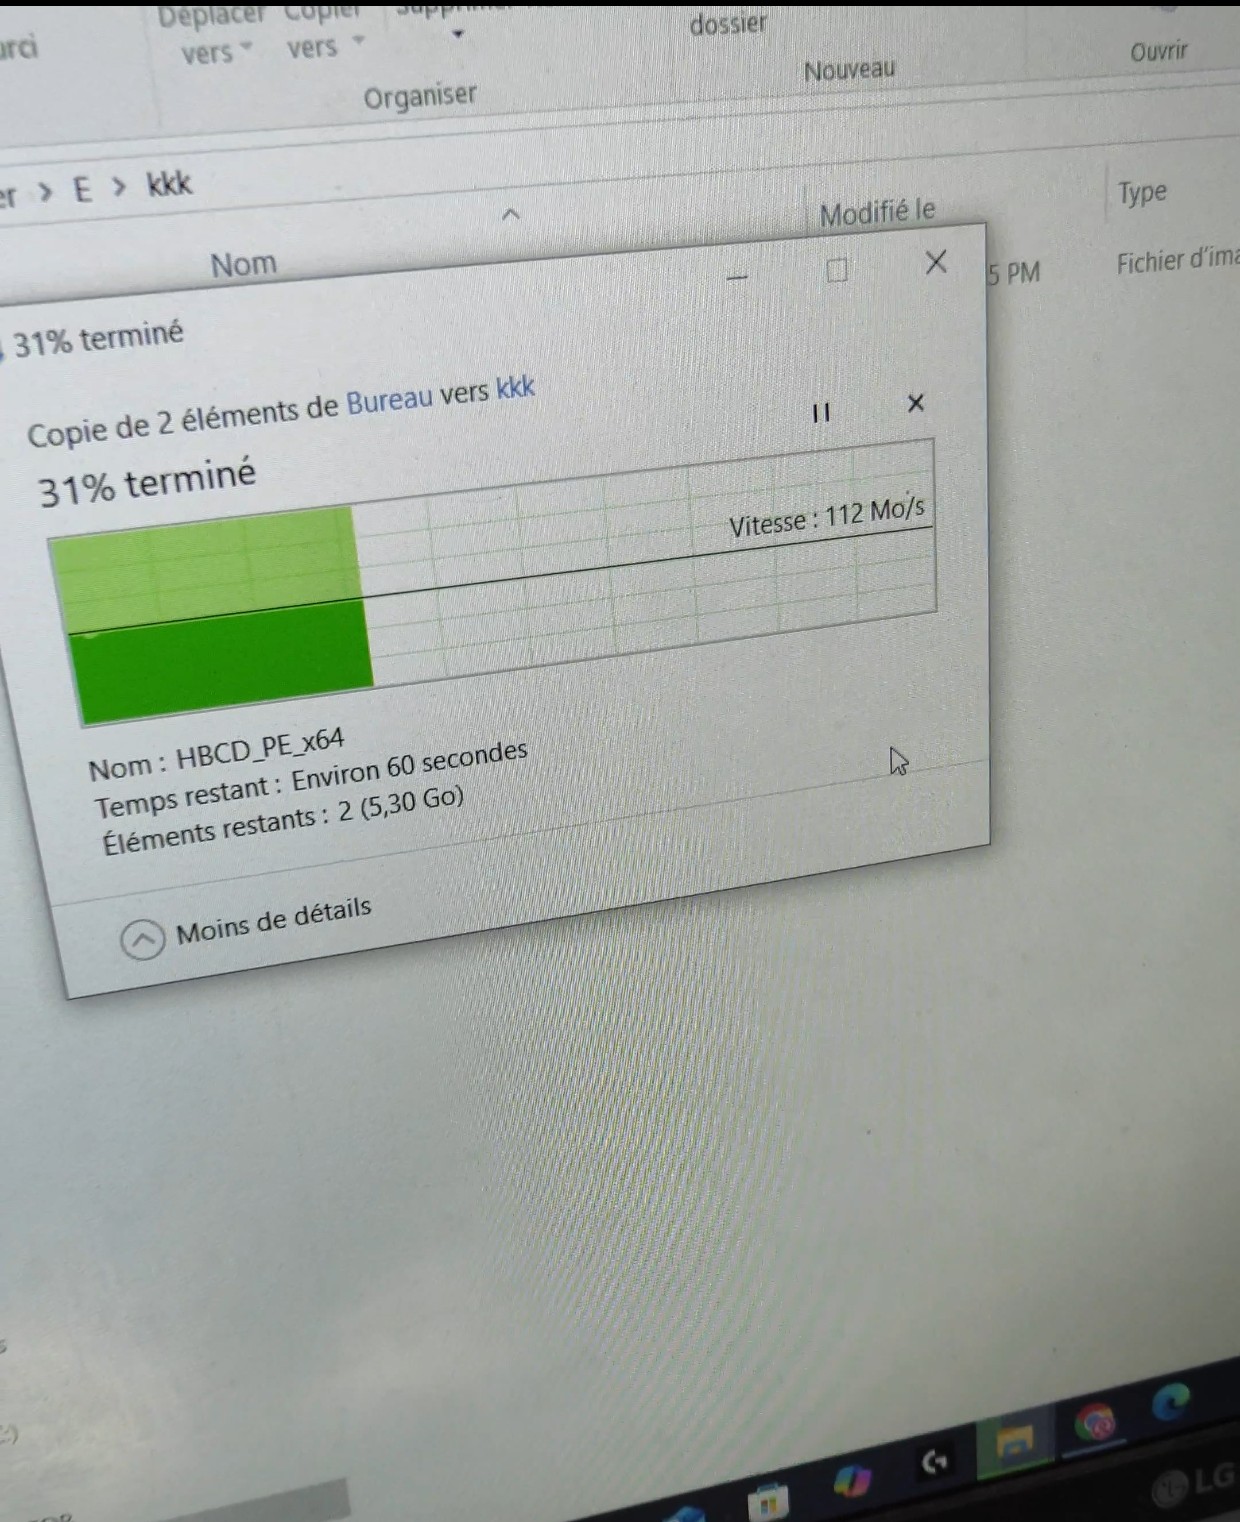 Déplacer
vers
Copier
vers
Organiser
dossier
Nouveau
Ouvrir
E > kkk
Nom
Modifié le
Type
5 PM
31% terminé
Copie de 2 éléments de Bureau vers kkk
31% terminé
Vitesse : 112 Mo/s
Nom : HBCD_PE_x64
Temps restant : Environ 60 secondes
Éléments restants : 2 (5,30 Go)
Moins de détails
LG